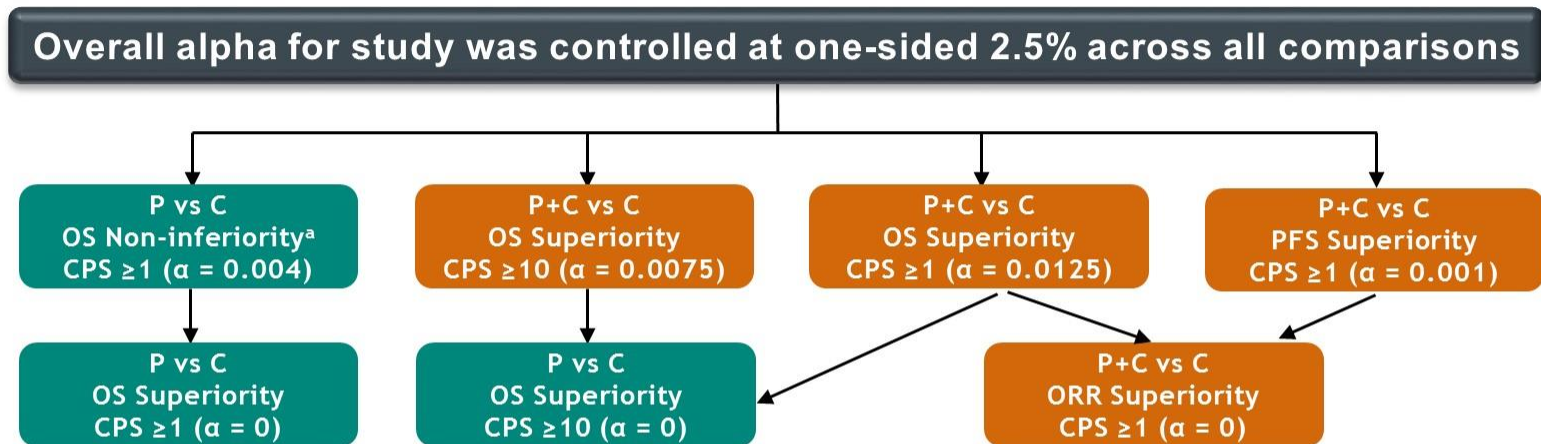 Overall alpha for study was controlled at one-sided 2.5% across all comparisons
P vs C
OS Non-inferiorityᵃ
CPS ≥1 (α = 0.004)
P+C vs C
OS Superiority
CPS ≥10 (α = 0.0075)
P+C vs C
OS Superiority
CPS ≥1 (α = 0.0125)
P+C vs C
PFS Superiority
CPS ≥1 (α = 0.001)
P vs C
OS Superiority
CPS ≥1 (α = 0)
P vs C
OS Superiority
CPS ≥10 (α = 0)
P+C vs C
ORR Superiority
CPS ≥1 (α = 0)